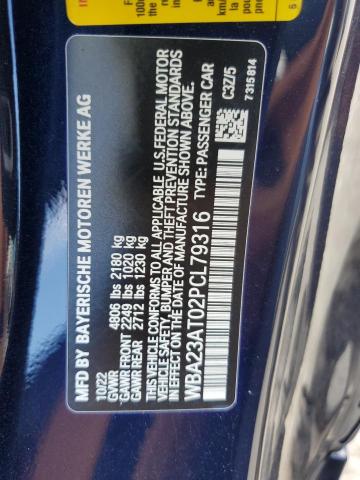 MFD BY BAYERISCHE MOTOREN WERKE AG
10/22
GVWR 4806 lbs 2180 kg
GAWR FRONT 2249 lbs 1020 kg
GAWR REAR 2712 lbs 1230 kg
THIS VEHICLE CONFORMS TO ALL APPLICABLE U.S. FEDERAL MOTOR
VEHICLE SAFETY, BUMPER AND THEFT PREVENTION STANDARDS
IN EFFECT ON THE DATE OF MANUFACTURE SHOWN ABOVE.
WBA23AT02PCL79316 TYPE: PASSENGER CAR
C3Z/5
7 315 814